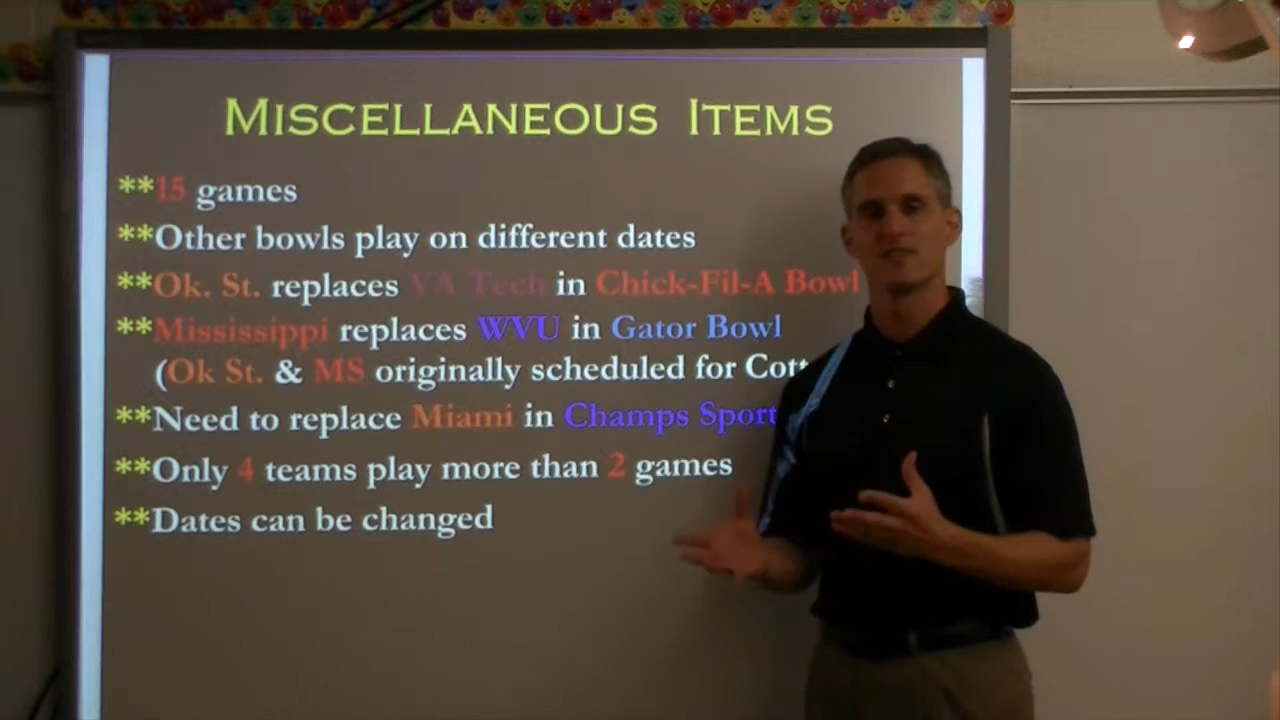 Miscellaneous Items
**15 games
**Other bowls play on different dates
**Ok. St. replaces VA Tech in Chick-Fil-A Bowl
**Mississippi replaces WVU in Gator Bowl
(Ok St. & MS originally scheduled for Cott
**Need to replace Miami in Champs Sport
**Only 4 teams play more than 2 games
**Dates can be changed